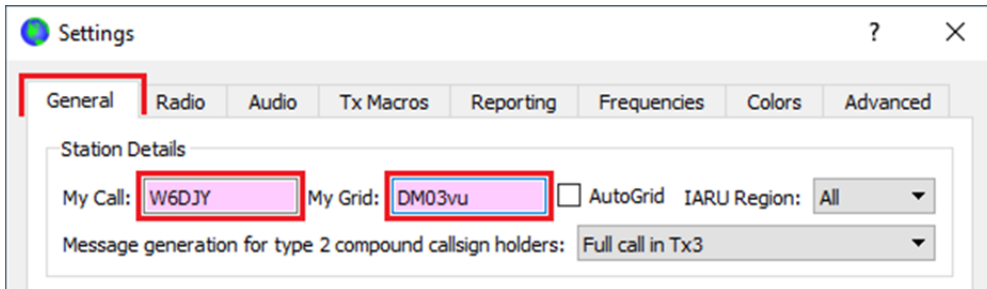 Settings
General Radio Audio Tx Macros Reporting Frequencies Colors Advanced
Station Details
My Call: W6DJY My Grid: DM03vu AutoGrid IARU Region: All
Message generation for type 2 compound callsign holders: Full call in Tx3